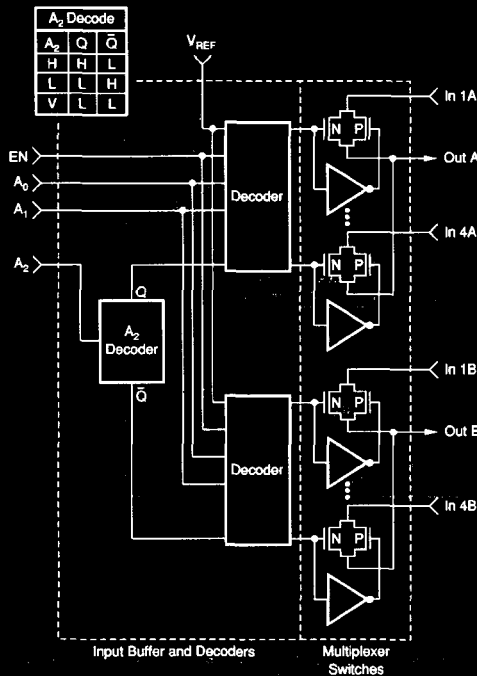 A₂ Decode
A₂ Q Q̄
H H L
L L H
V L L
V_REF
In 1A
N P
Out A
EN
A₀
A₁
Decoder
In 4A
N P
A₂
Q
A₂
Decoder
Q̄
In 1B
N P
Out B
Decoder
In 4B
N P
Input Buffer and Decoders
Multiplexer
Switches